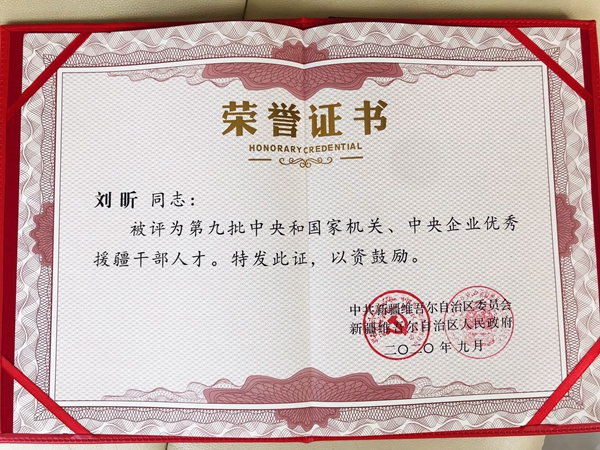 荣誉证书
HONORARY CREDENTIAL
刘昕 同志：
被评为第九批中央和国家机关、中央企业优秀
援疆干部人才。特发此证，以资鼓励。
中共新疆维吾尔自治区委员会
新疆维吾尔自治区人民政府
二〇二〇年九月